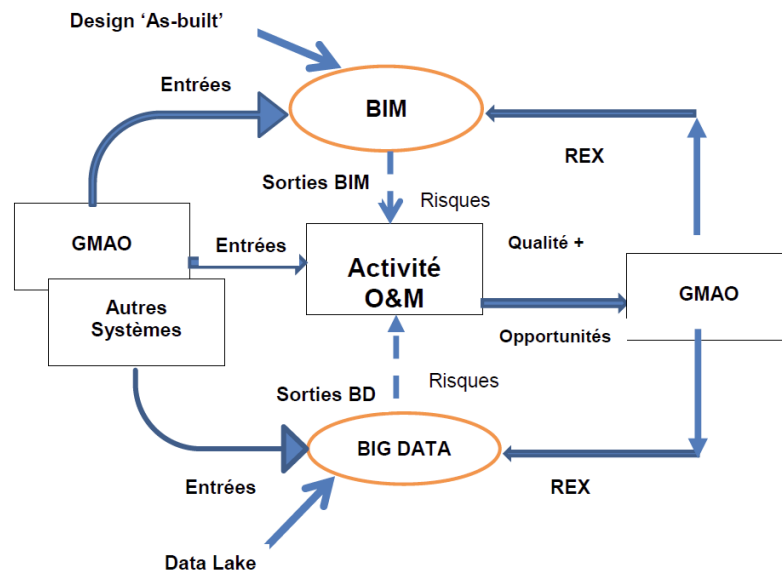 Design ‘As-built’
Entrées
BIM
REX
Sorties BIM
Risques
GMAO
Entrées
Activité
O&M
Qualité +
GMAO
Autres
Systèmes
Opportunités
Risques
Sorties BD
BIG DATA
Entrées
REX
Data Lake